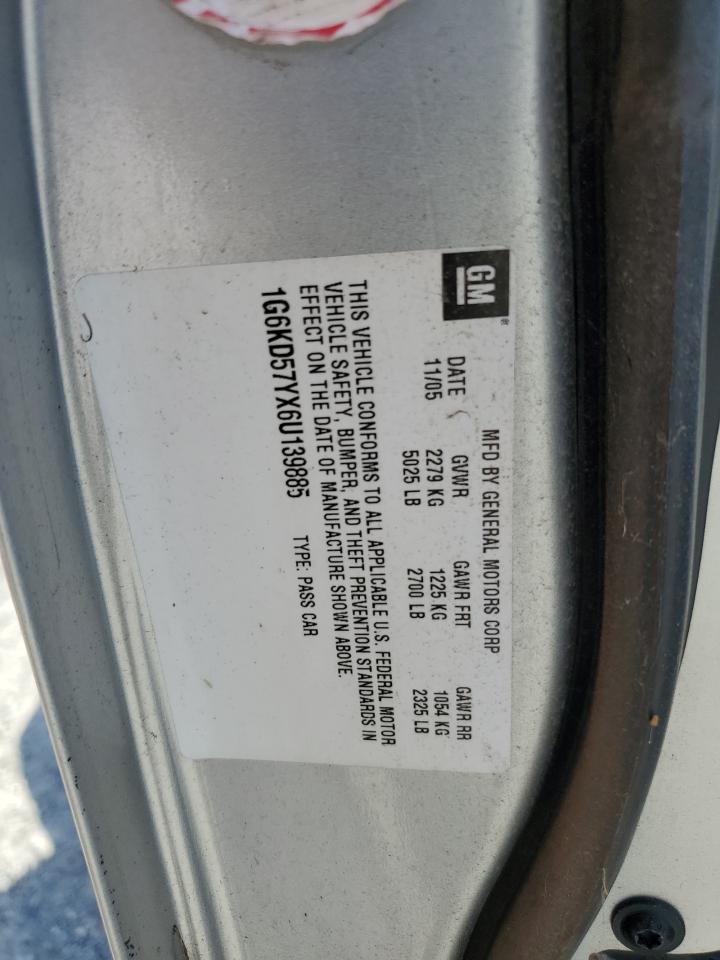 GM
MFD BY GENERAL MOTORS CORP
DATE GVWR GAWR FRT GAWR RR
11/05 2279 KG 1225 KG 1054 KG
5025 LB 2700 LB 2325 LB
THIS VEHICLE CONFORMS TO ALL APPLICABLE U.S. FEDERAL MOTOR
VEHICLE SAFETY, BUMPER, AND THEFT PREVENTION STANDARDS IN
EFFECT ON THE DATE OF MANUFACTURE SHOWN ABOVE.
1G6KD57YX6U139885 TYPE: PASS CAR